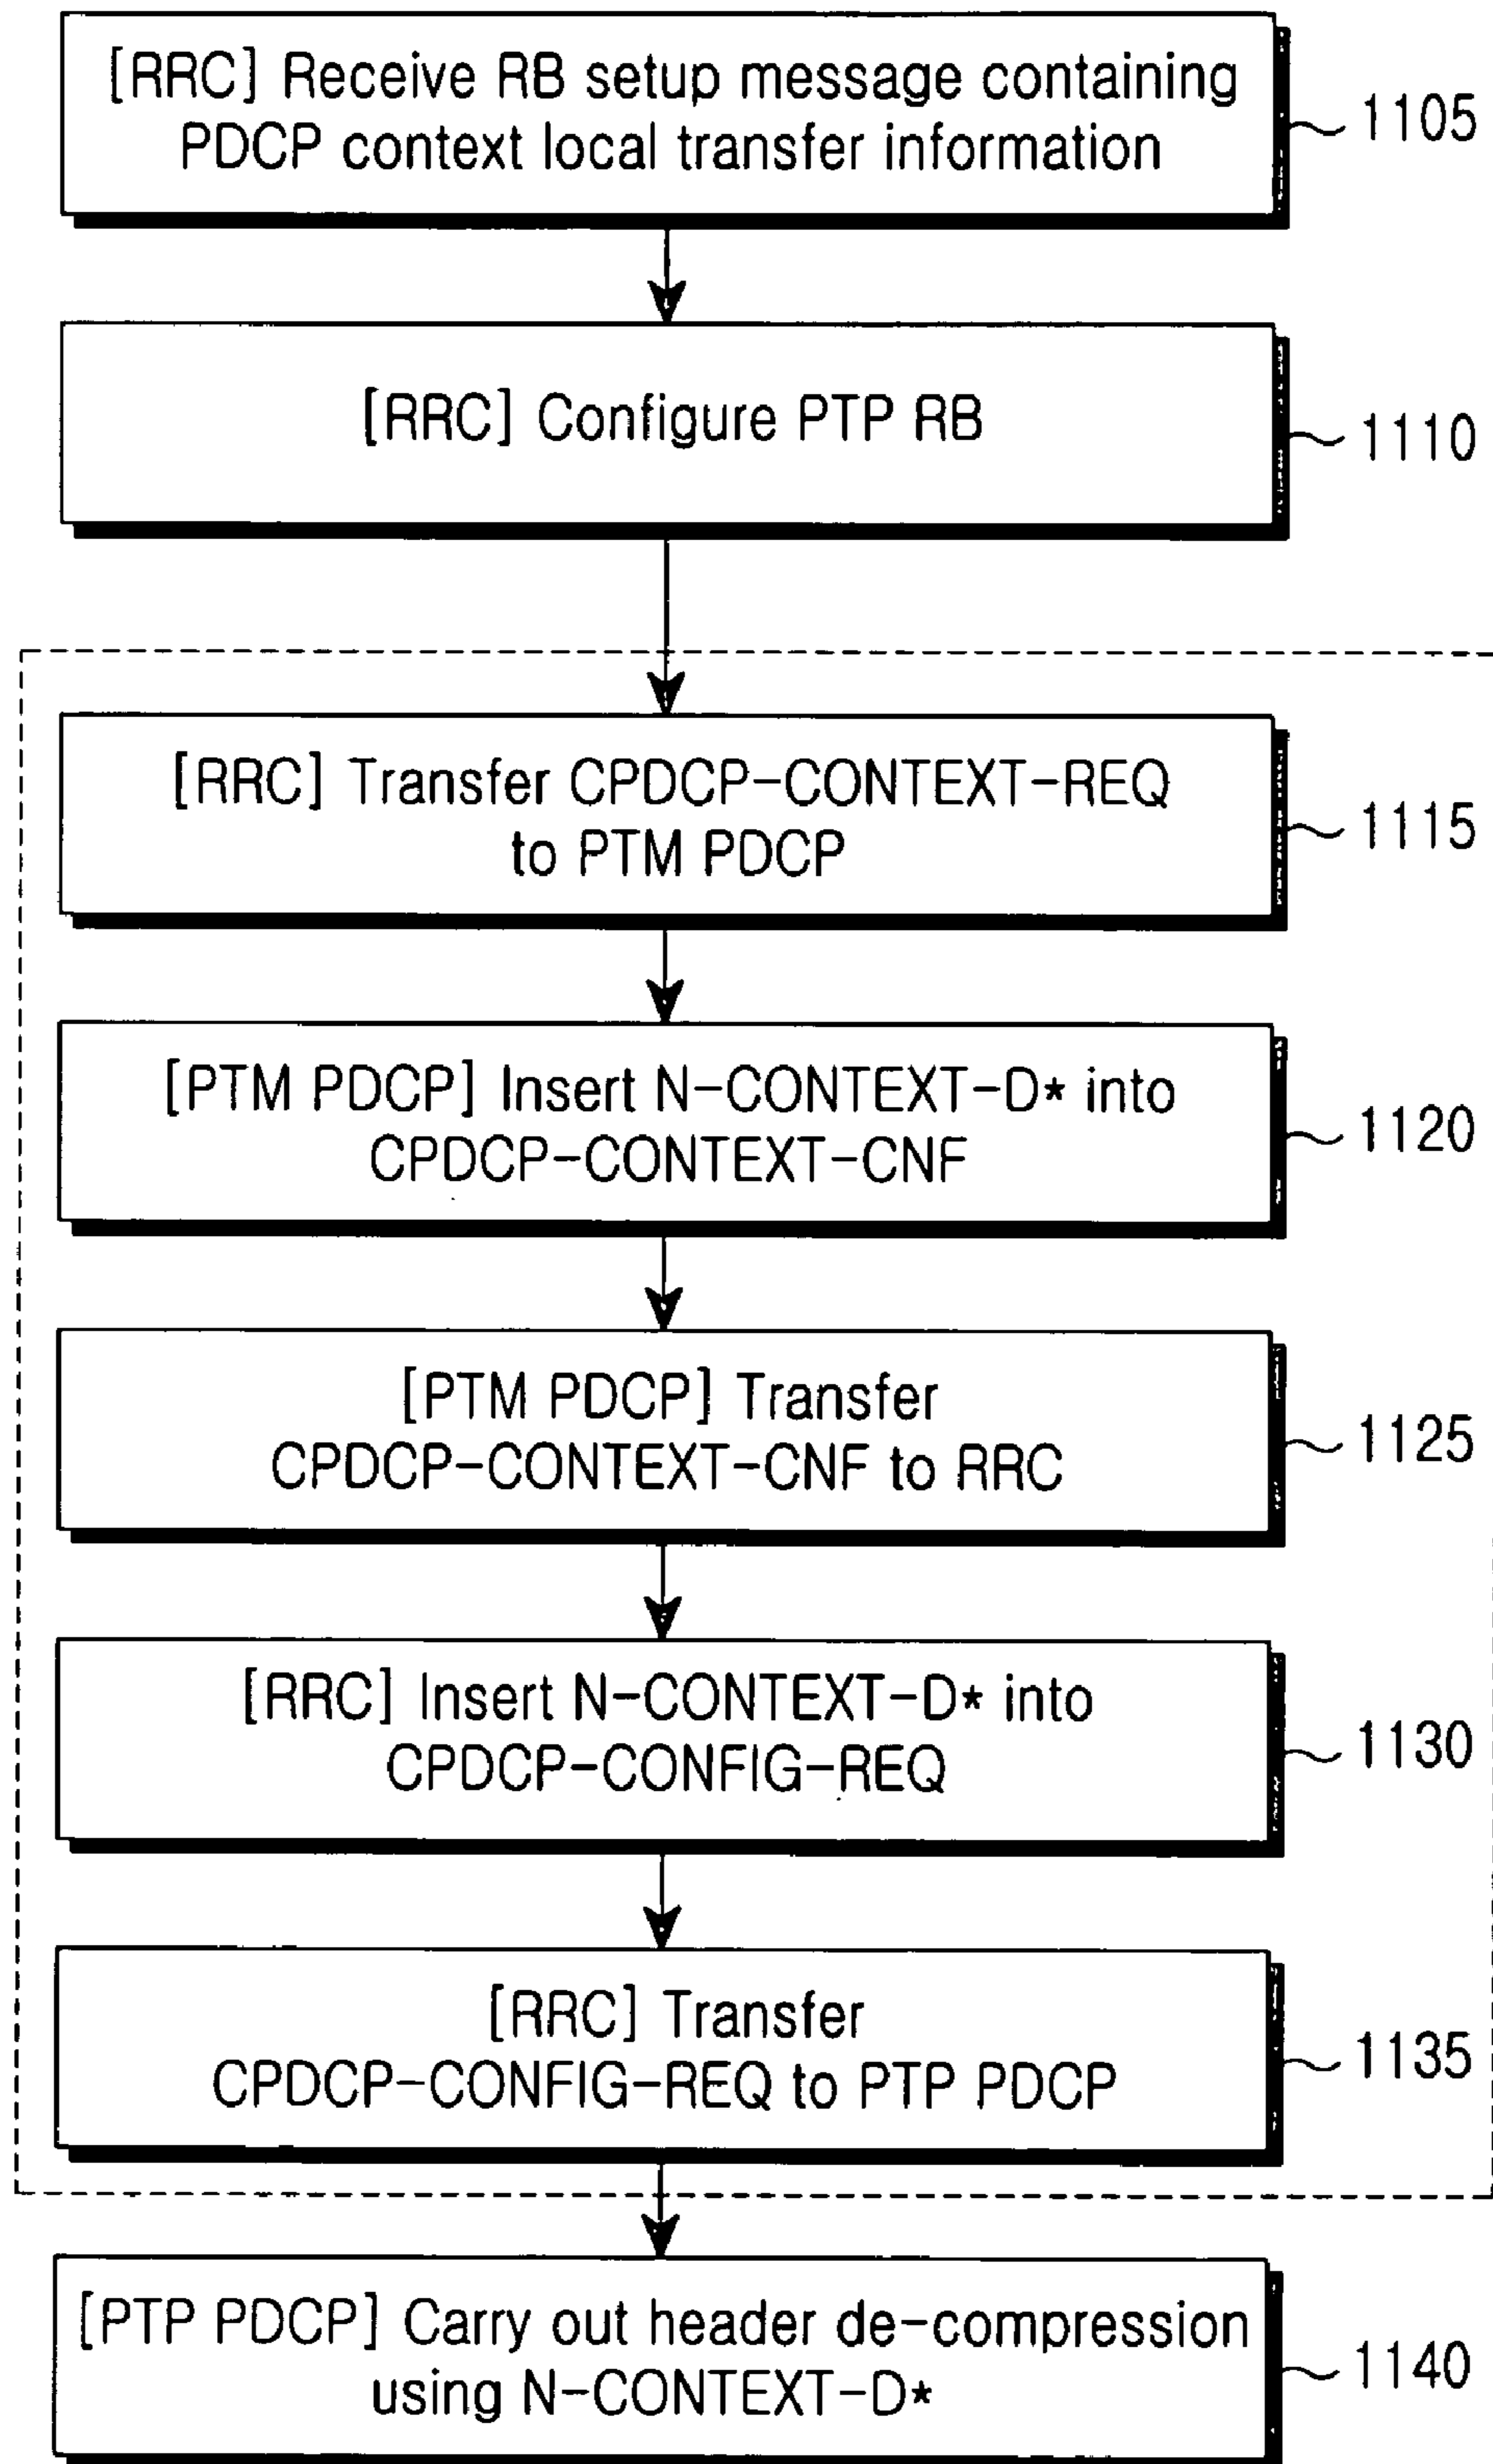 [RRC] Receive RB setup message containing
PDCP context local transfer information
1105
[RRC] Configure PTP RB
1110
[RRC] Transfer CPDCP-CONTEXT-REQ
to PTM PDCP
1115
[PTM PDCP] Insert N-CONTEXT-D* into
CPDCP-CONTEXT-CNF
1120
[PTM PDCP] Transfer
CPDCP-CONTEXT-CNF to RRC
1125
[RRC] Insert N-CONTEXT-D* into
CPDCP-CONFIG-REQ
1130
[RRC] Transfer
CPDCP-CONFIG-REQ to PTP PDCP
1135
[PTP PDCP] Carry out header de-compression
using N-CONTEXT-D*
1140